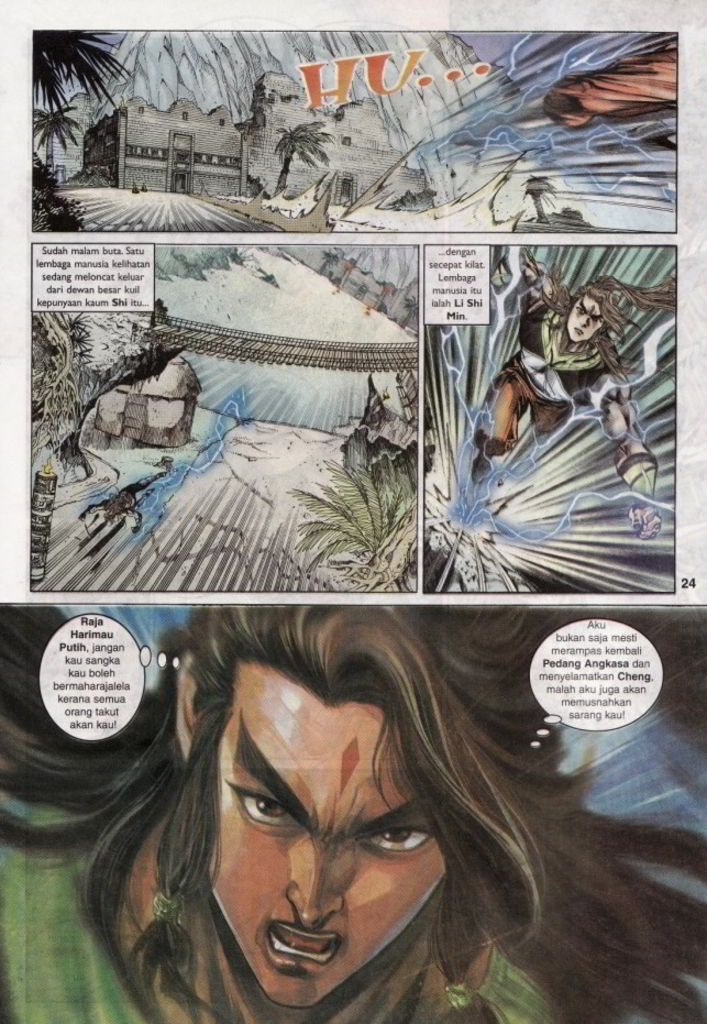 HU...
Sudah malam buta. Satu
lembaga manusia kelihatan
sedang meloncat keluar
dari dewan besar kuil
kepunyaan kaum Shi itu...
...dengan
secepat kilat.
Lembaga
manusia itu
ialah Li Shi
Min.
24
Raja
Harimau
Putih, jangan
kau sangka
kau boleh
bermaharajalela
kerana semua
orang takut
akan kau!
Aku
bukan saja mesti
merampas kembali
Pedang Angkasa dan
menyelamatkan Cheng,
malah aku juga akan
memusnahkan
sarang kau!